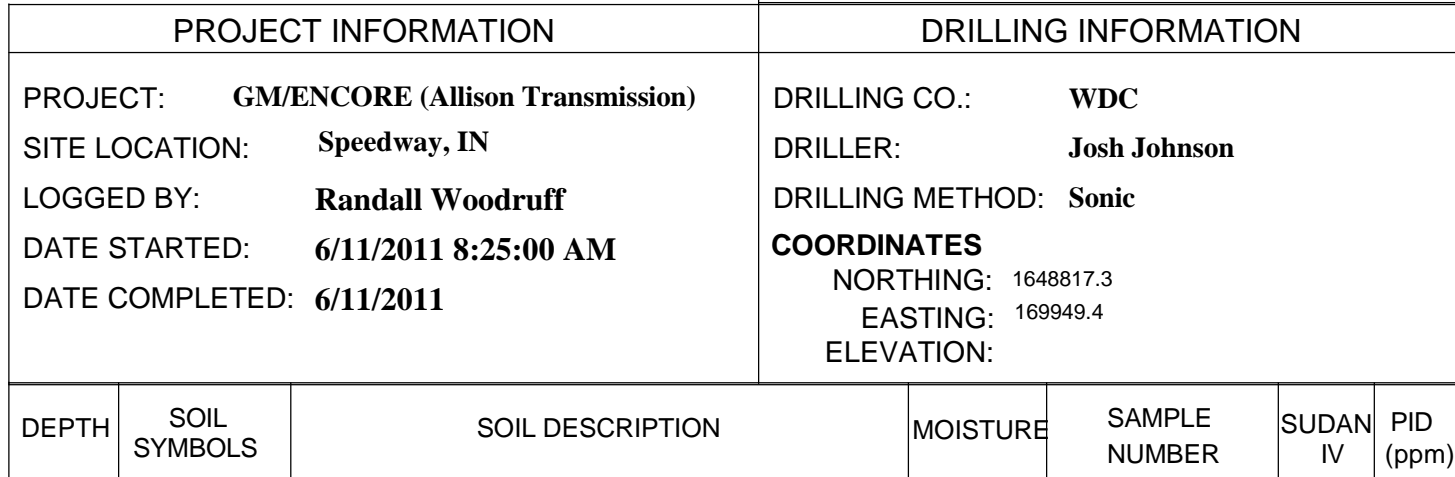 PROJECT INFORMATION
PROJECT: GM/ENCORE (Allison Transmission)
SITE LOCATION: Speedway, IN
LOGGED BY: Randall Woodruff
DATE STARTED: 6/11/2011 8:25:00 AM
DATE COMPLETED: 6/11/2011
DRILLING INFORMATION
DRILLING CO.: WDC
DRILLER: Josh Johnson
DRILLING METHOD: Sonic
COORDINATES
NORTHING: 1648817.3
EASTING: 169949.4
ELEVATION:
DEPTH
SOIL
SYMBOLS
SOIL DESCRIPTION
MOISTURE
SAMPLE
NUMBER
SUDAN
IV
PID
(ppm)